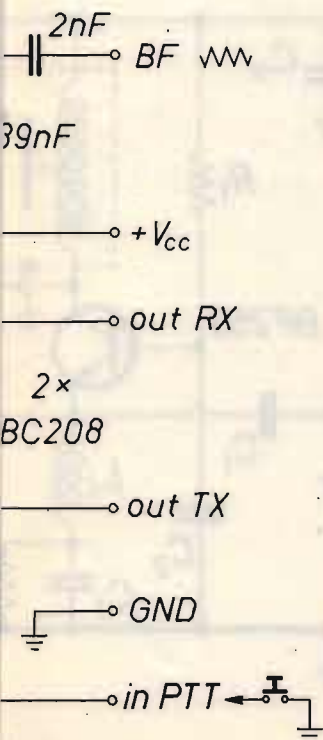 2nF
BF
39nF
+Vcc
out RX
2×
BC208
out TX
GND
in PTT